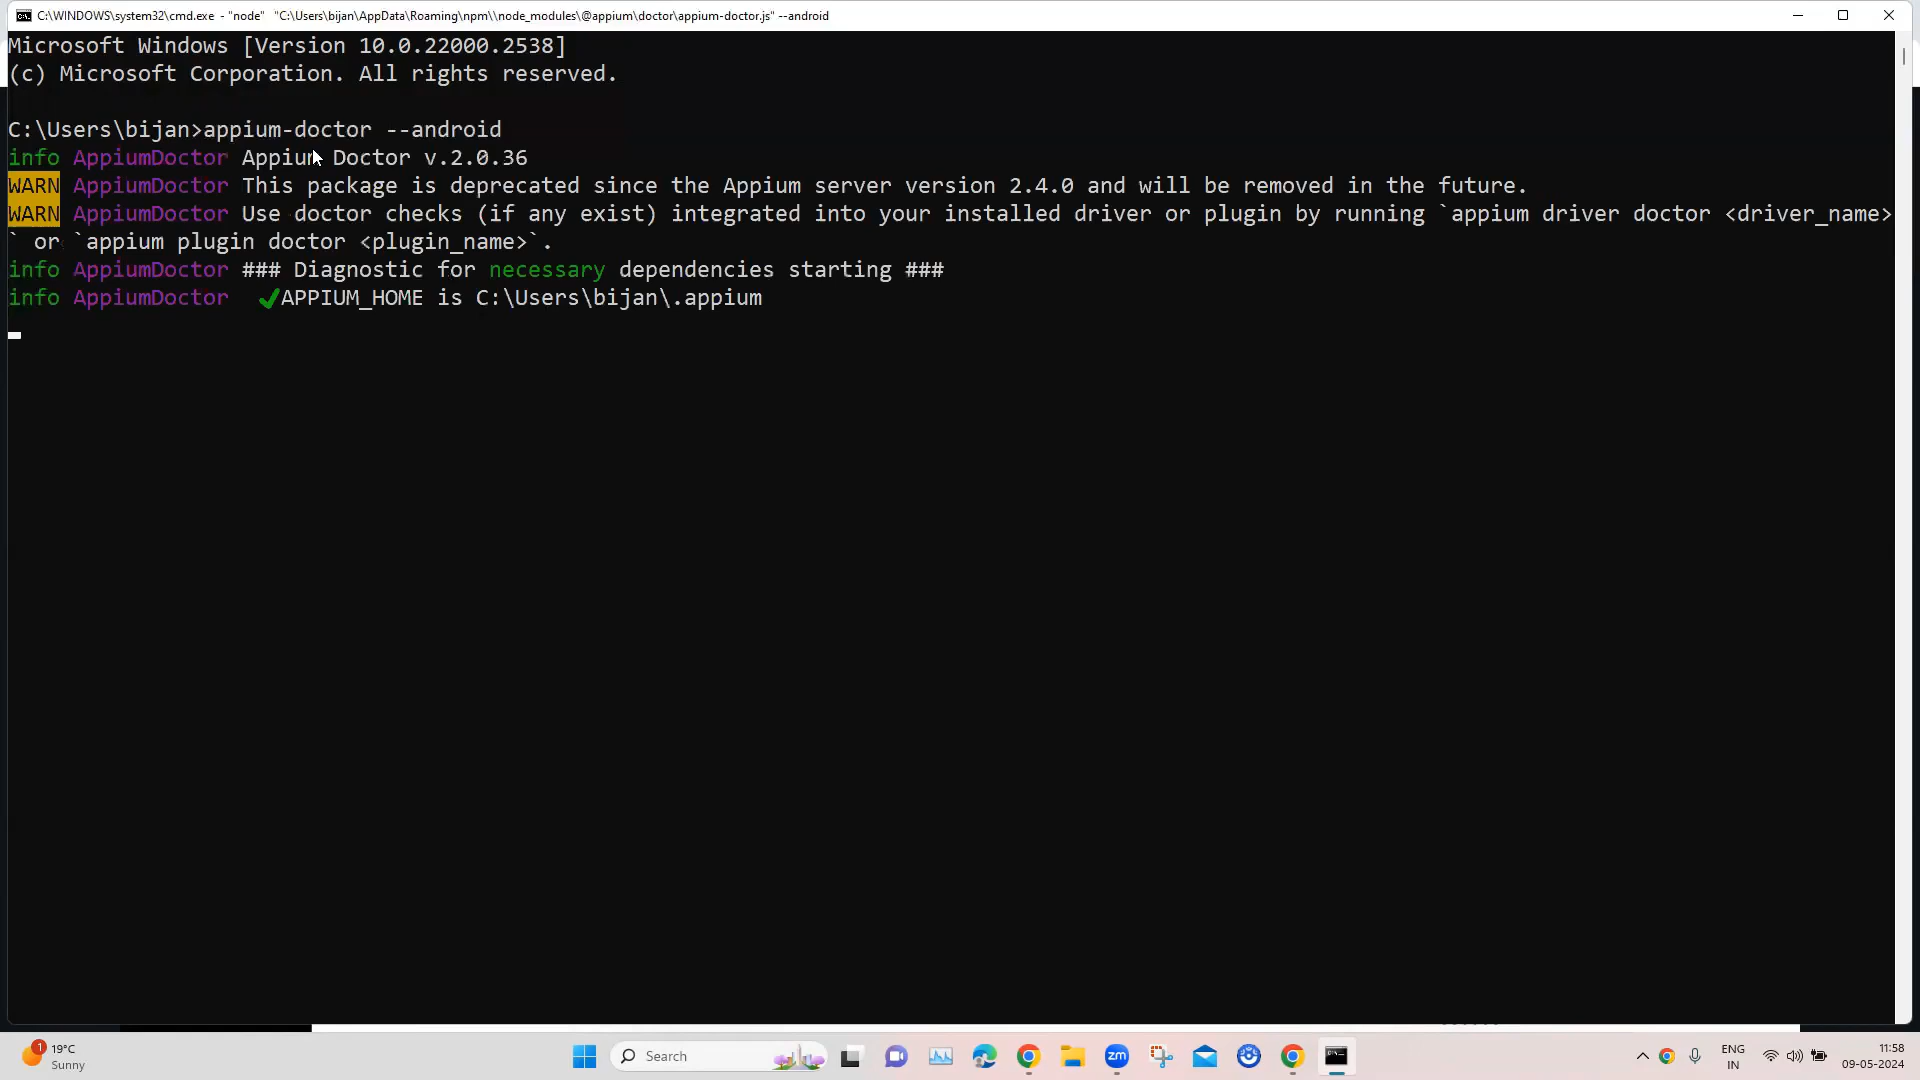 C:\WINDOWS\system32\cmd.exe - "node" "C:\Users\bijan\AppData\Roaming\npm\\node_modules\@appium\doctor\appium-doctor.js" --android
Microsoft Windows [Version 10.0.22000.2538]
(c) Microsoft Corporation. All rights reserved.
C:\Users\bijan>appium-doctor --android
info AppiumDoctor Appium Doctor v.2.0.36
WARN AppiumDoctor This package is deprecated since the Appium server version 2.4.0 and will be removed in the future.
WARN AppiumDoctor Use doctor checks (if any exist) integrated into your installed driver or plugin by running `appium driver doctor <driver_name>
` or `appium plugin doctor <plugin_name>`.
info AppiumDoctor ### Diagnostic for necessary dependencies starting ###
info AppiumDoctor ✔APPIUM_HOME is C:\Users\bijan\.appium
1
19°C
Sunny
Search
zm
ENG
IN
11:58
09-05-2024